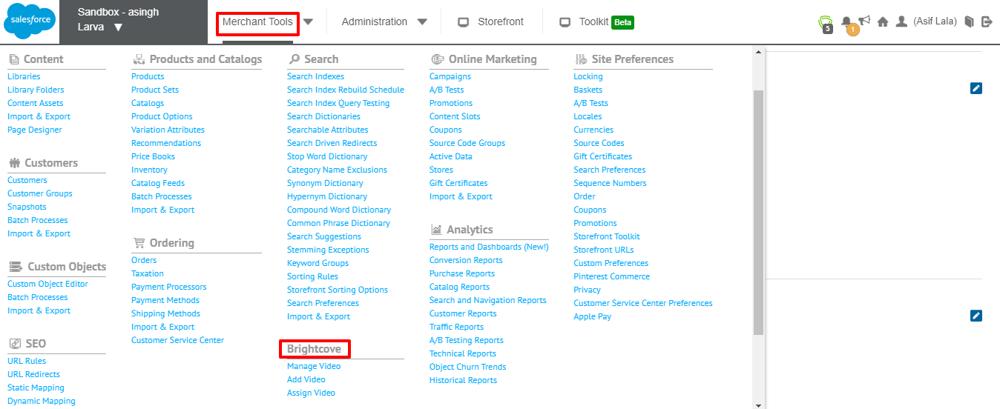 salesforce
Sandbox - asingh
Larva
Merchant Tools
Administration
Storefront
Toolkit Beta
5
1
(Asif Lala)
Content
Libraries
Library Folders
Content Assets
Import & Export
Page Designer
Customers
Customers
Customer Groups
Snapshots
Batch Processes
Import & Export
Custom Objects
Custom Object Editor
Batch Processes
Import & Export
SEO
URL Rules
URL Redirects
Static Mapping
Dynamic Mapping
Products and Catalogs
Products
Product Sets
Catalogs
Product Options
Variation Attributes
Recommendations
Price Books
Inventory
Catalog Feeds
Batch Processes
Import & Export
Ordering
Orders
Taxation
Payment Processors
Payment Methods
Shipping Methods
Import & Export
Customer Service Center
Search
Search Indexes
Search Index Rebuild Schedule
Search Index Query Testing
Search Dictionaries
Searchable Attributes
Search Driven Redirects
Stop Word Dictionary
Category Name Exclusions
Synonym Dictionary
Hypernym Dictionary
Compound Word Dictionary
Common Phrase Dictionary
Search Suggestions
Stemming Exceptions
Keyword Groups
Sorting Rules
Storefront Sorting Options
Search Preferences
Import & Export
Brightcove
Manage Video
Add Video
Assign Video
Online Marketing
Campaigns
A/B Tests
Promotions
Content Slots
Coupons
Source Code Groups
Active Data
Stores
Gift Certificates
Import & Export
Analytics
Reports and Dashboards (New!)
Conversion Reports
Purchase Reports
Catalog Reports
Search and Navigation Reports
Customer Reports
Traffic Reports
A/B Testing Reports
Technical Reports
Object Churn Trends
Historical Reports
Site Preferences
Locking
Baskets
A/B Tests
Locales
Currencies
Source Codes
Gift Certificates
Search Preferences
Sequence Numbers
Order
Coupons
Promotions
Storefront Toolkit
Storefront URLs
Custom Preferences
Pinterest Commerce
Privacy
Customer Service Center Preferences
Apple Pay